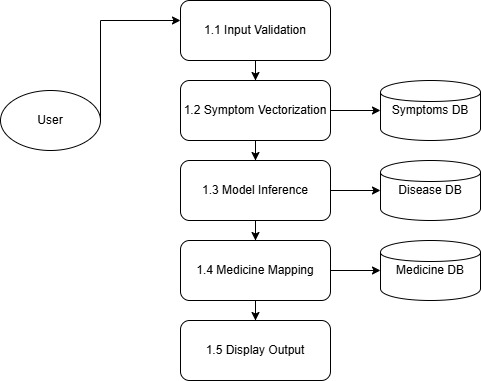 1.1 Input Validation
User
1.2 Symptom Vectorization
Symptoms DB
1.3 Model Inference
Disease DB
1.4 Medicine Mapping
Medicine DB
1.5 Display Output